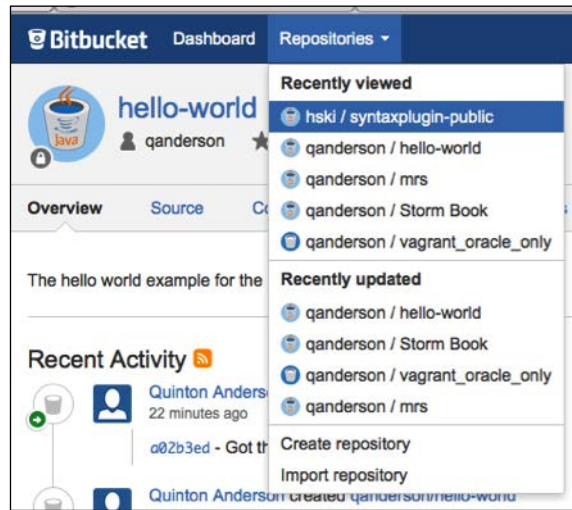 Bitbucket Dashboard Repositories
hello-world
qanderson
Java
Overview Source
The hello world example for the
Recent Activity
Quinton
22 minutes ago
a02b3ed - Got
Quinton Anderson created qanderson/hello-world
Recently viewed
hski / syntaxplugin-public
qanderson / hello-world
qanderson / mrs
qanderson / Storm Book
qanderson / vagrant_oracle_only
Recently updated
qanderson / hello-world
qanderson / Storm Book
qanderson / vagrant_oracle_only
qanderson / mrs
Create repository
Import repository